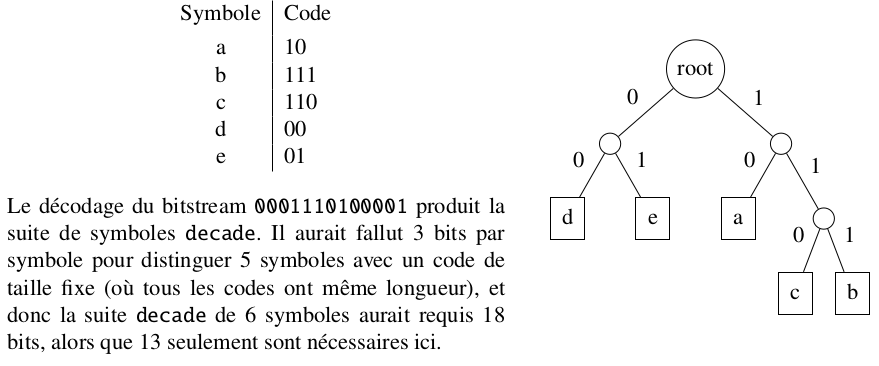 Symbole Code
a 10
b 111
c 110
d 00
e 01
Le décodage du bitstream 0001110100001 produit la
suite de symboles decade. Il aurait fallut 3 bits par
symbole pour distinguer 5 symboles avec un code de
taille fixe (où tous les codes ont même longueur), et
donc la suite decade de 6 symboles aurait requis 18
bits, alors que 13 seulement sont nécessaires ici.
root
0 1
0 1 0 1
d e a
0 1
c b